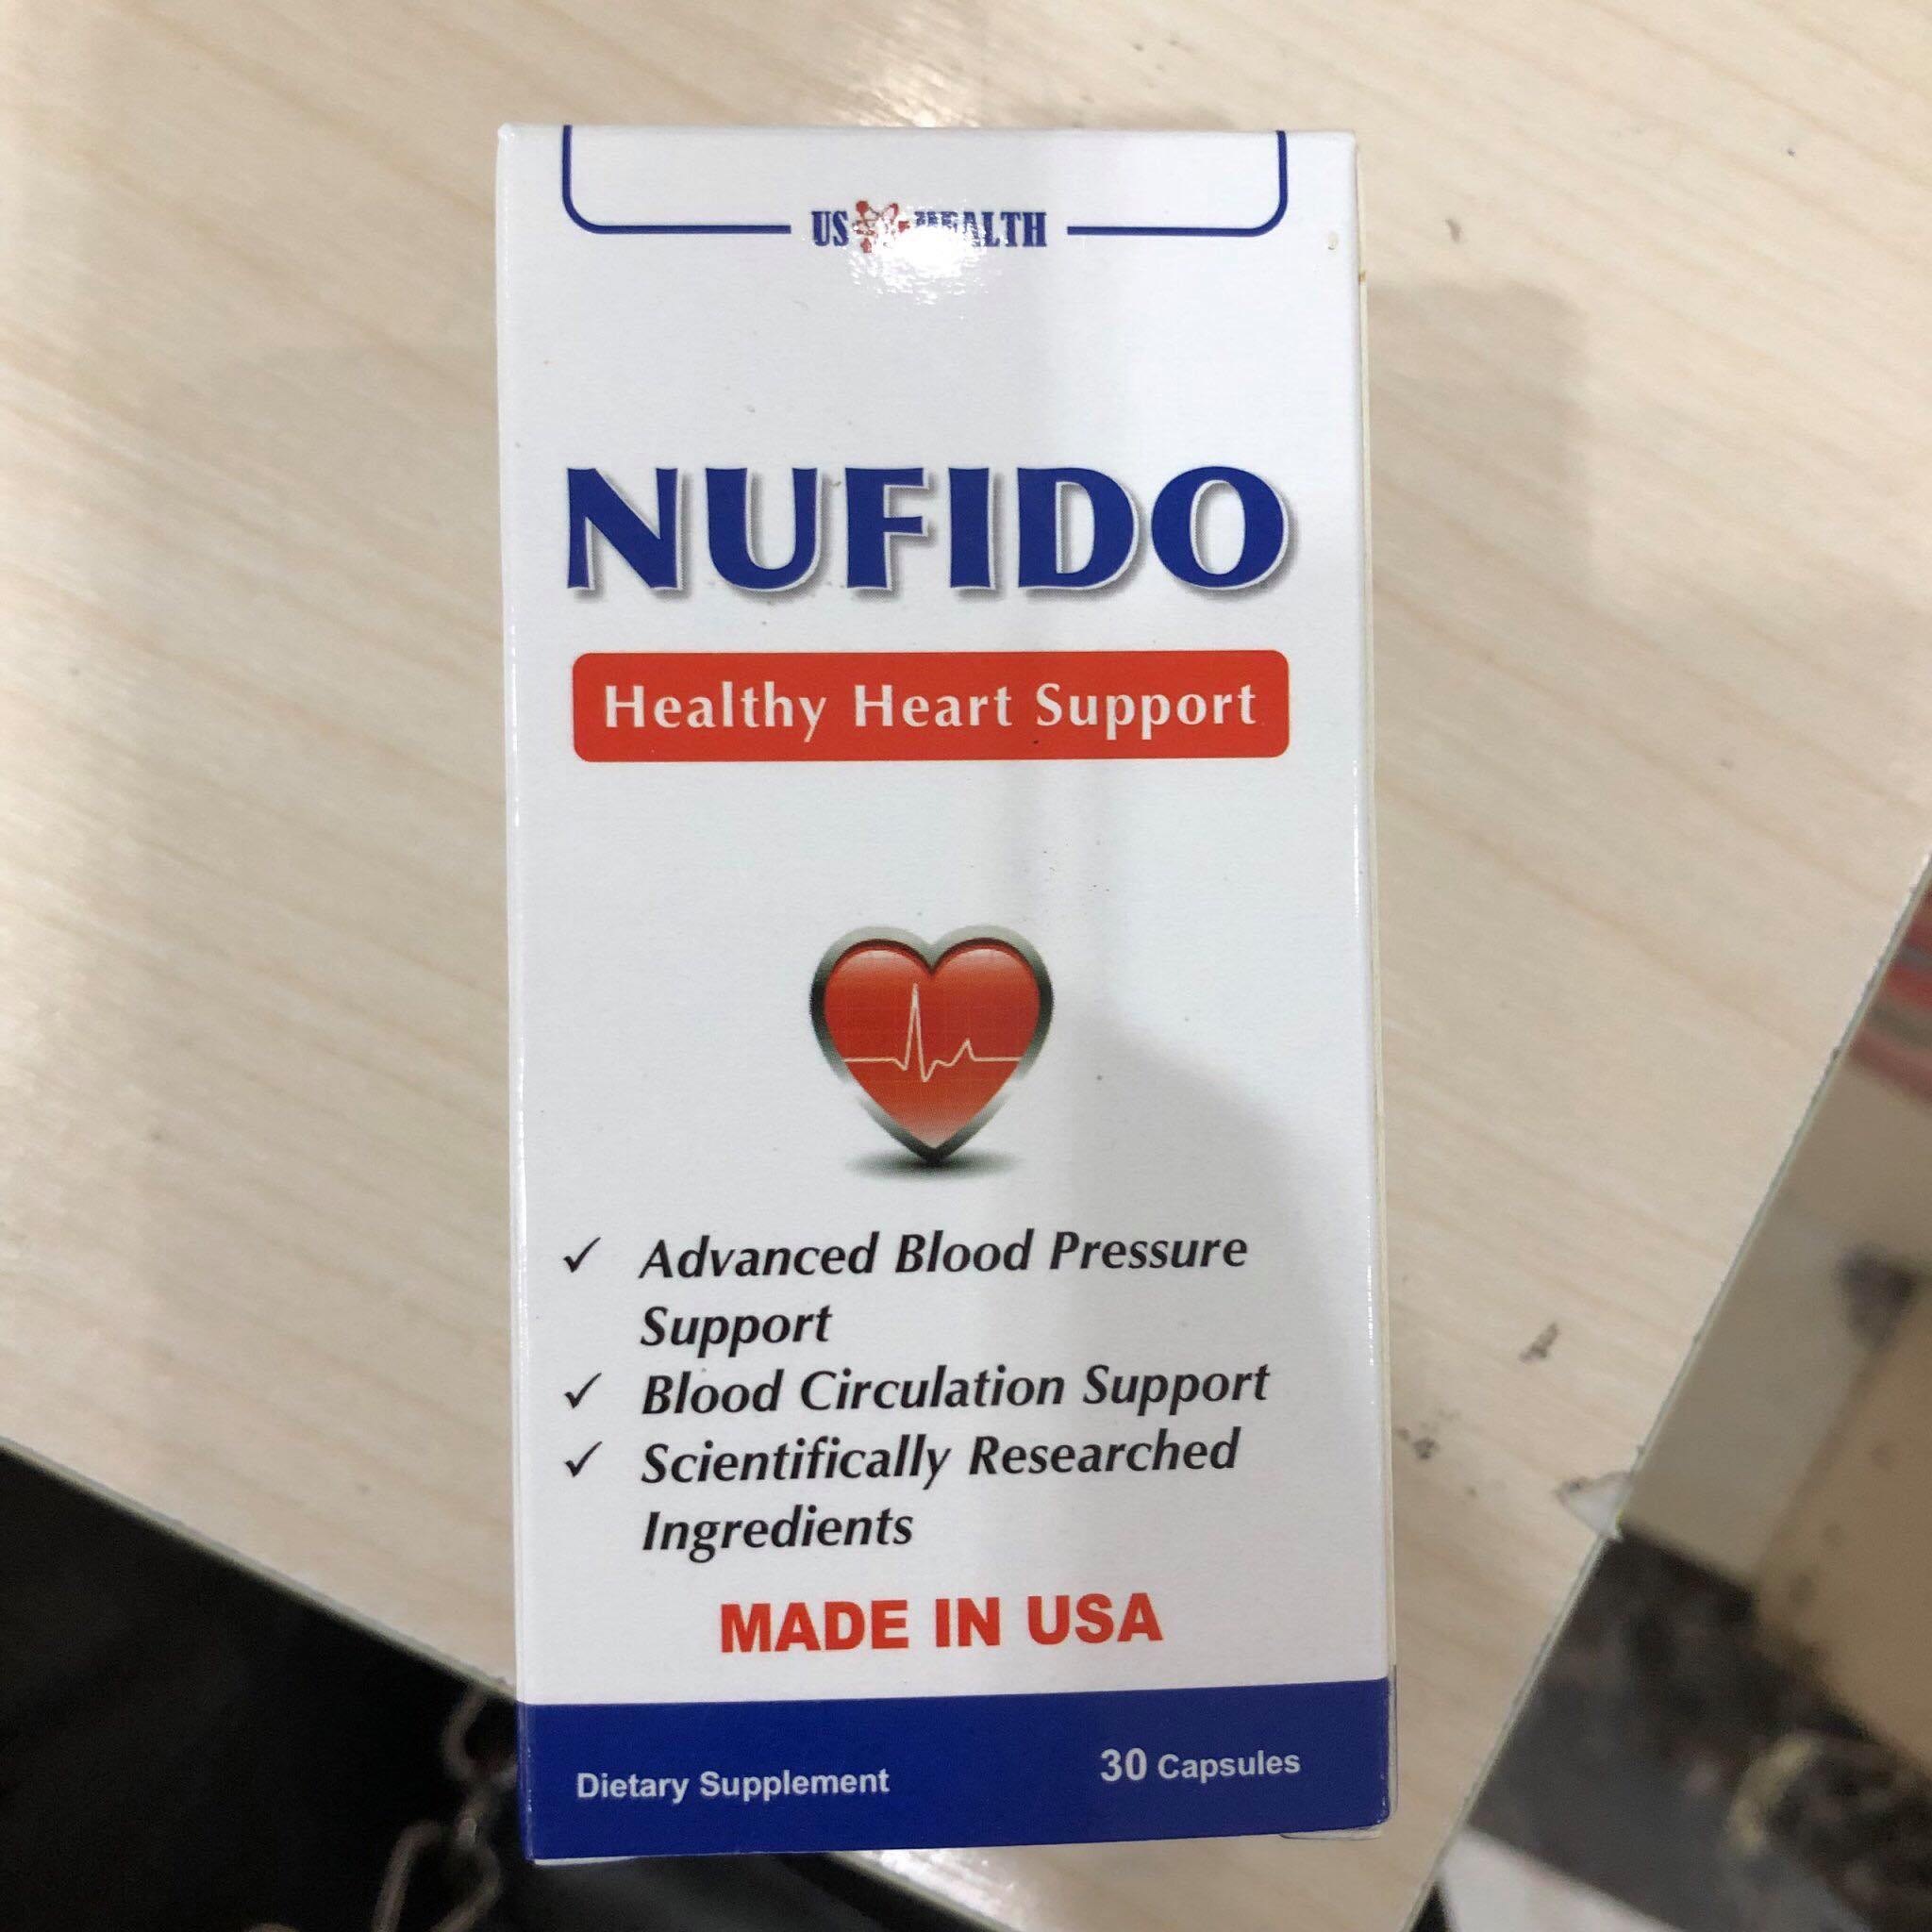 US HEALTH
NUFIDO
Healthy Heart Support
✓ Advanced Blood Pressure
Support
✓ Blood Circulation Support
✓ Scientifically Researched
Ingredients
MADE IN USA
Dietary Supplement
30 Capsules